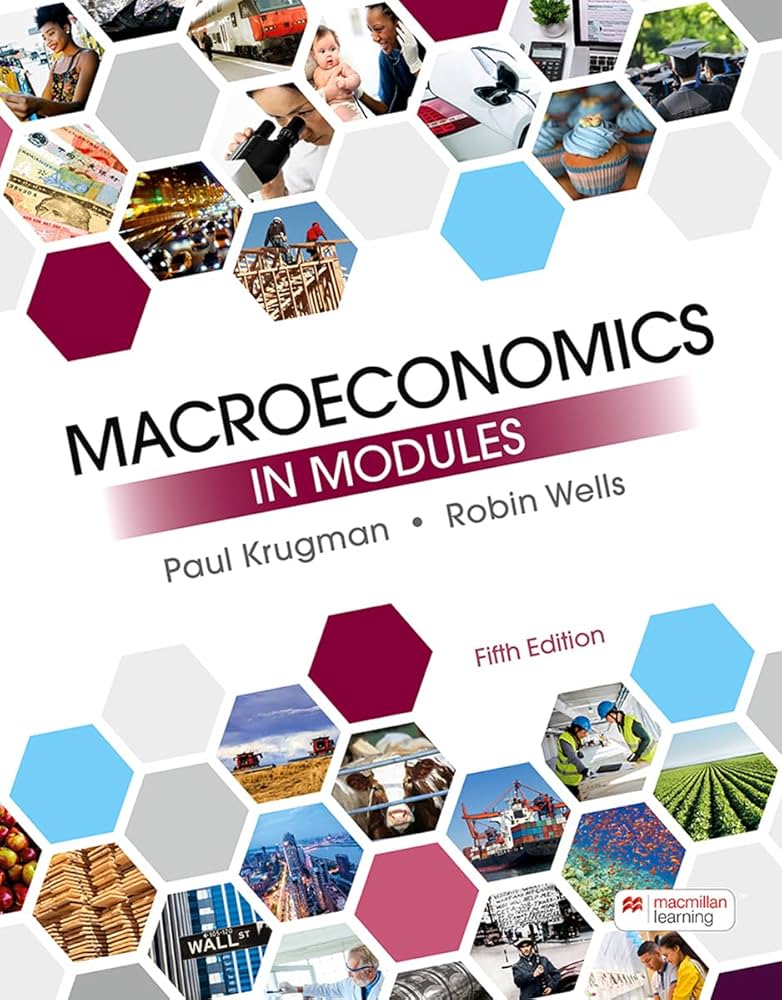 MACROECONOMICS
IN MODULES
Paul Krugman • Robin Wells
Fifth Edition
WALL ST
macmillan
learning